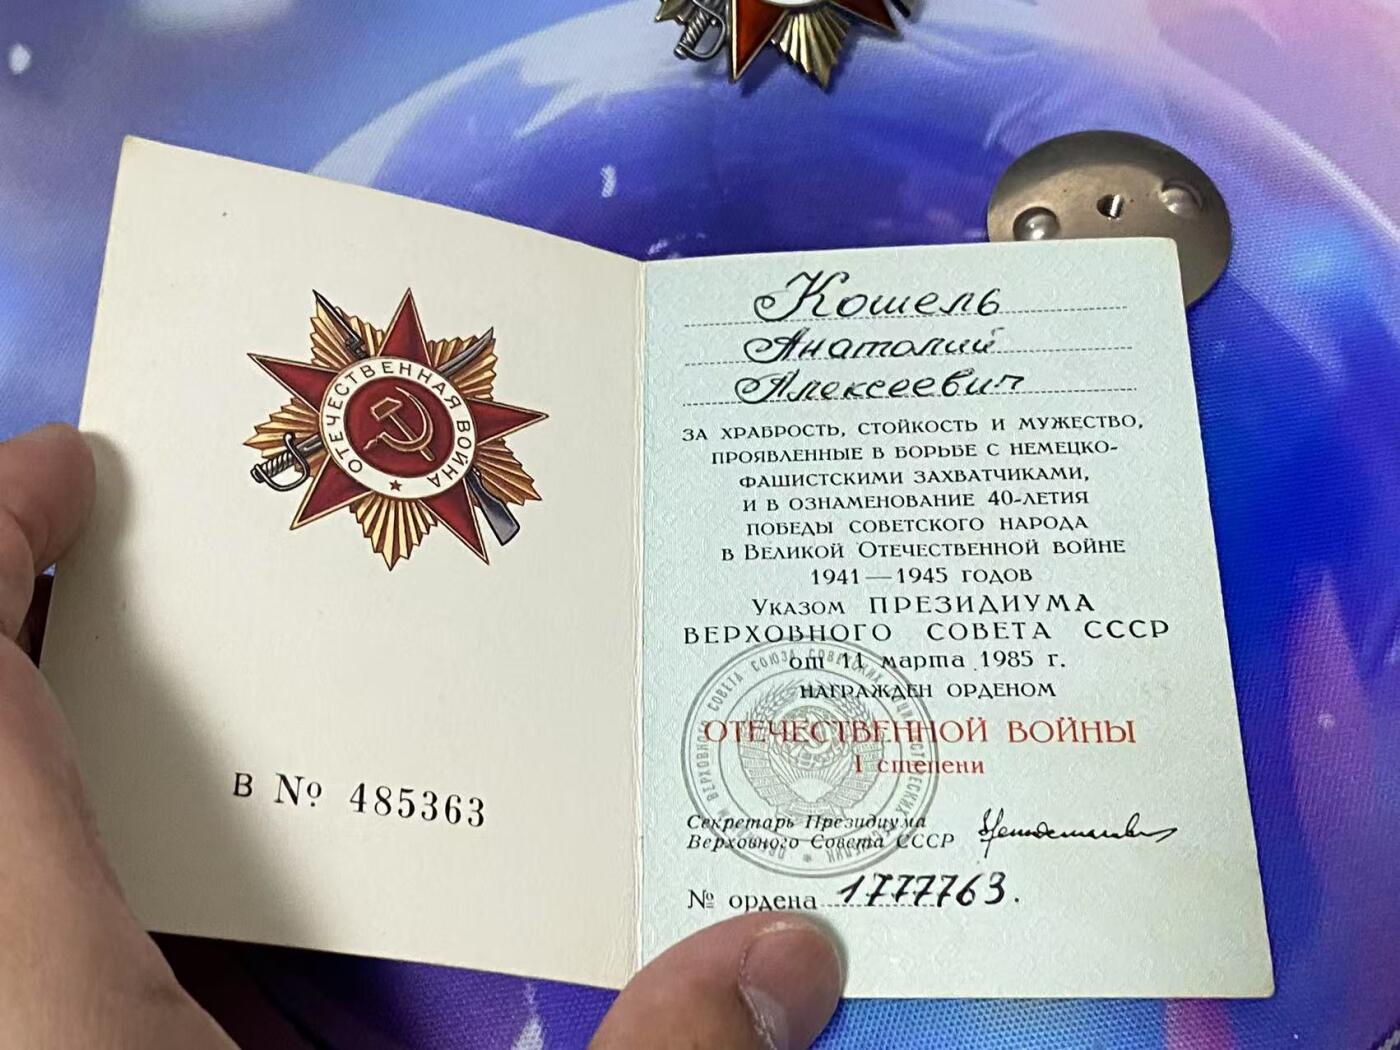 ОТЕЧЕСТВЕННАЯ ВОЙНА
В № 485363
Кошель
Анатолий
Алексеевич
ЗА ХРАБРОСТЬ, СТОЙКОСТЬ И МУЖЕСТВО,
ПРОЯВЛЕННЫЕ В БОРЬБЕ С НЕМЕЦКО-
ФАШИСТСКИМИ ЗАХВАТЧИКАМИ,
И В ОЗНАМЕНОВАНИЕ 40-ЛЕТИЯ
ПОБЕДЫ СОВЕТСКОГО НАРОДА
В ВЕЛИКОЙ ОТЕЧЕСТВЕННОЙ ВОЙНЕ
1941—1945 ГОДОВ
УКАЗОМ ПРЕЗИДИУМА
ВЕРХОВНОГО СОВЕТА СССР
от 11 марта 1985 г.
НАГРАЖДЕН ОРДЕНОМ
ОТЕЧЕСТВЕННОЙ ВОЙНЫ
I степени
Секретарь Президиума
Верховного Совета СССР
№ ордена 1777763.